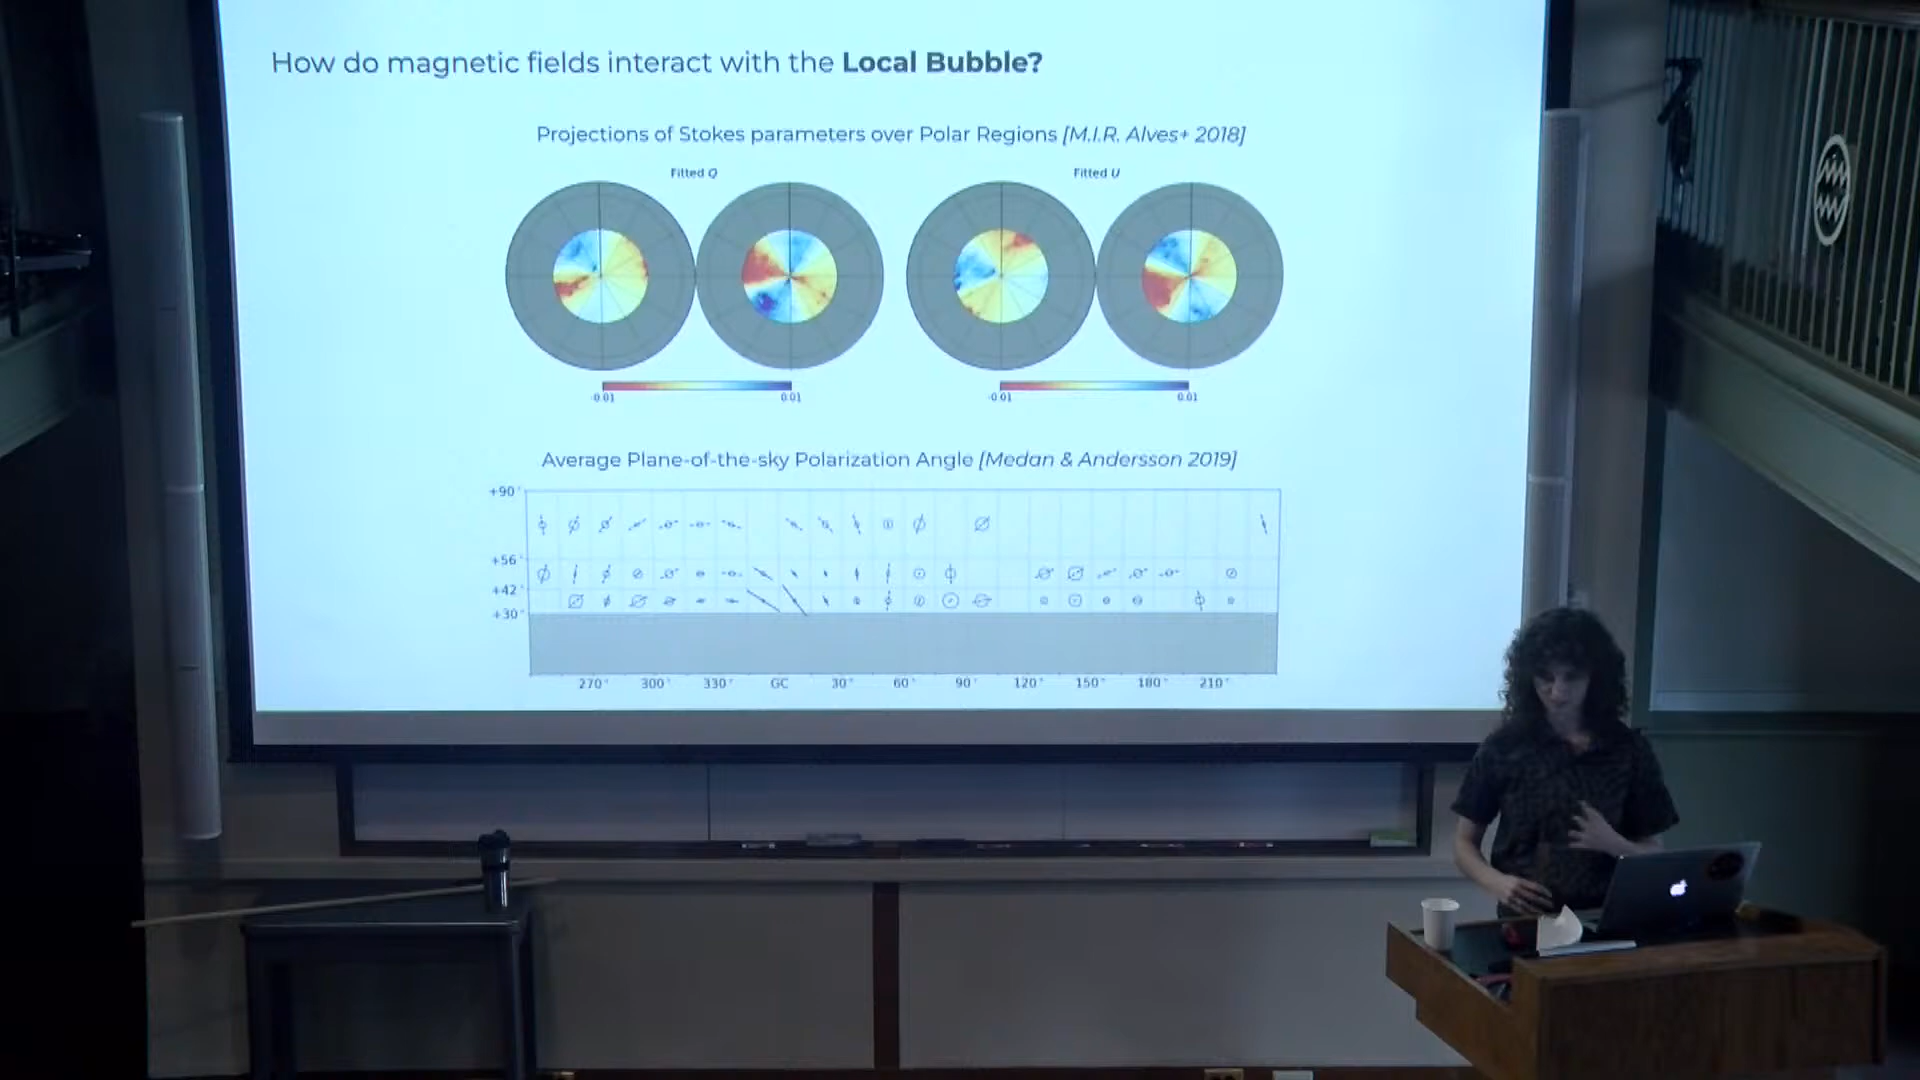 How do magnetic fields interact with the Local Bubble?
Projections of Stokes parameters over Polar Regions [M.I.R. Alves+ 2018]
Fitted Q
Fitted U
-0.01 0.01
-0.01 0.01
Average Plane-of-the-sky Polarization Angle [Medan & Andersson 2019]
+90°
+56°
+42°
+30°
270° 300° 330° GC 30° 60° 90° 120° 150° 180° 210°